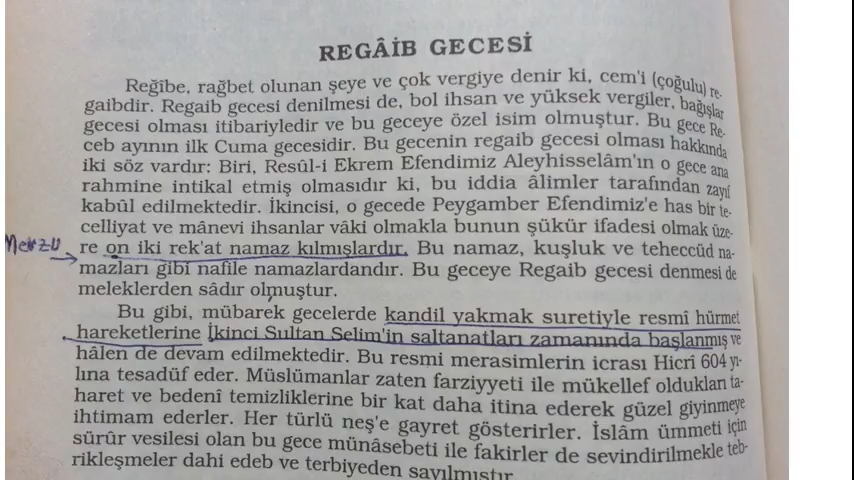 REGÂİB GECESİ
Reğîbe, rağbet olunan şeye ve çok vergiye denir ki, cem'i (çoğulu) re-
gaibdir. Regaib gecesi denilmesi de, bol ihsan ve yüksek vergiler, bağışlar
gecesi olması itibariyledir ve bu geceye özel isim olmuştur. Bu gece Re-
ceb ayının ilk Cuma gecesidir. Bu gecenin regaib gecesi olması hakkında
iki söz vardır: Biri, Resûl-i Ekrem Efendimiz Aleyhisselâm'ın o gece ana
rahmine intikal etmiş olmasıdır ki, bu iddia âlimler tarafından zayıf
kabûl edilmektedir. İkincisi, o gecede Peygamber Efendimiz'e has bir te-
celliyat ve mânevi ihsanlar vâki olmakla bunun şükür ifadesi olmak üze-
Mevzu re on iki rek'at namaz kılmışlardır. Bu namaz, kuşluk ve teheccüd na-
mazları gibi nafile namazlardandır. Bu geceye Regaib gecesi denmesi de
meleklerden sâdır olmuştur.
Bu gibi, mübarek gecelerde kandil yakmak suretiyle resmî hürmet
hareketlerine İkinci Sultan Selim'in saltanatları zamanında başlanmış ve
hâlen de devam edilmektedir. Bu resmi merasimlerin icrası Hicrî 604 yı-
lına tesadüf eder. Müslümanlar zaten farziyyeti ile mükellef oldukları ta-
haret ve bedenî temizliklerine bir kat daha itina ederek güzel giyinmeye
ihtimam ederler. Her türlü neş'e gayret gösterirler. İslâm ümmeti için
sürûr vesilesi olan bu gece münâsebeti ile fakirler de sevindirilmekle teb-
rikleşmeler dahi edeb ve terbiyeden sayılmıştır.